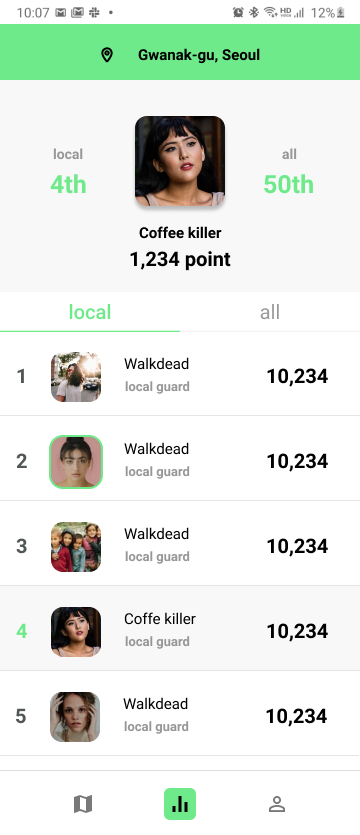 10:07 HD 12%
Gwanak-gu, Seoul
local all
4th 50th
Coffee killer
1,234 point
local all
1 Walkdead 10,234
local guard
2 Walkdead 10,234
local guard
3 Walkdead 10,234
local guard
4 Coffe killer 10,234
local guard
5 Walkdead 10,234
local guard